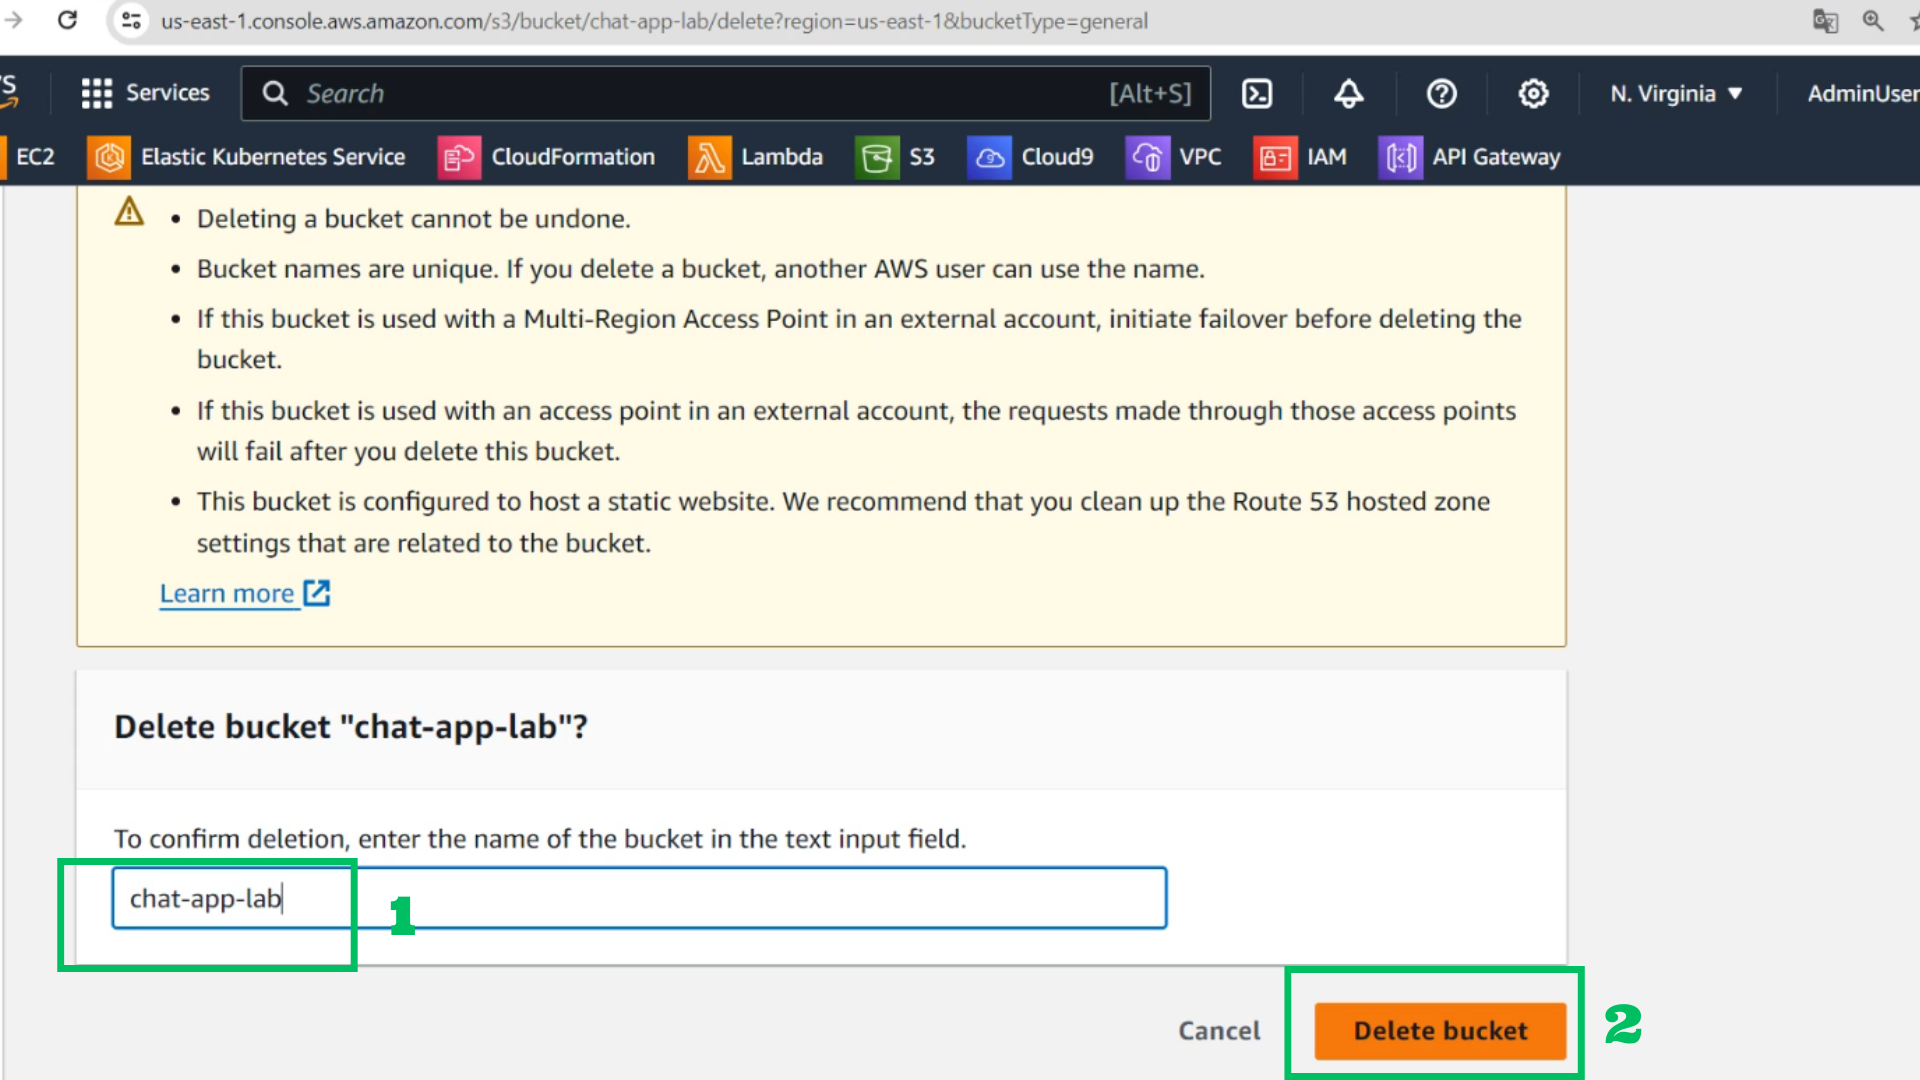 us-east-1.console.aws.amazon.com/s3/bucket/chat-app-lab/delete?region=us-east-1&bucketType=general
Services
Search
[Alt+S]
N. Virginia
AdminUser
EC2
Elastic Kubernetes Service
CloudFormation
Lambda
S3
Cloud9
VPC
IAM
API Gateway
• Deleting a bucket cannot be undone.
• Bucket names are unique. If you delete a bucket, another AWS user can use the name.
• If this bucket is used with a Multi-Region Access Point in an external account, initiate failover before deleting the
bucket.
• If this bucket is used with an access point in an external account, the requests made through those access points
will fail after you delete this bucket.
• This bucket is configured to host a static website. We recommend that you clean up the Route 53 hosted zone
settings that are related to the bucket.
Learn more
Delete bucket "chat-app-lab"?
To confirm deletion, enter the name of the bucket in the text input field.
chat-app-lab
1
Cancel
Delete bucket
2